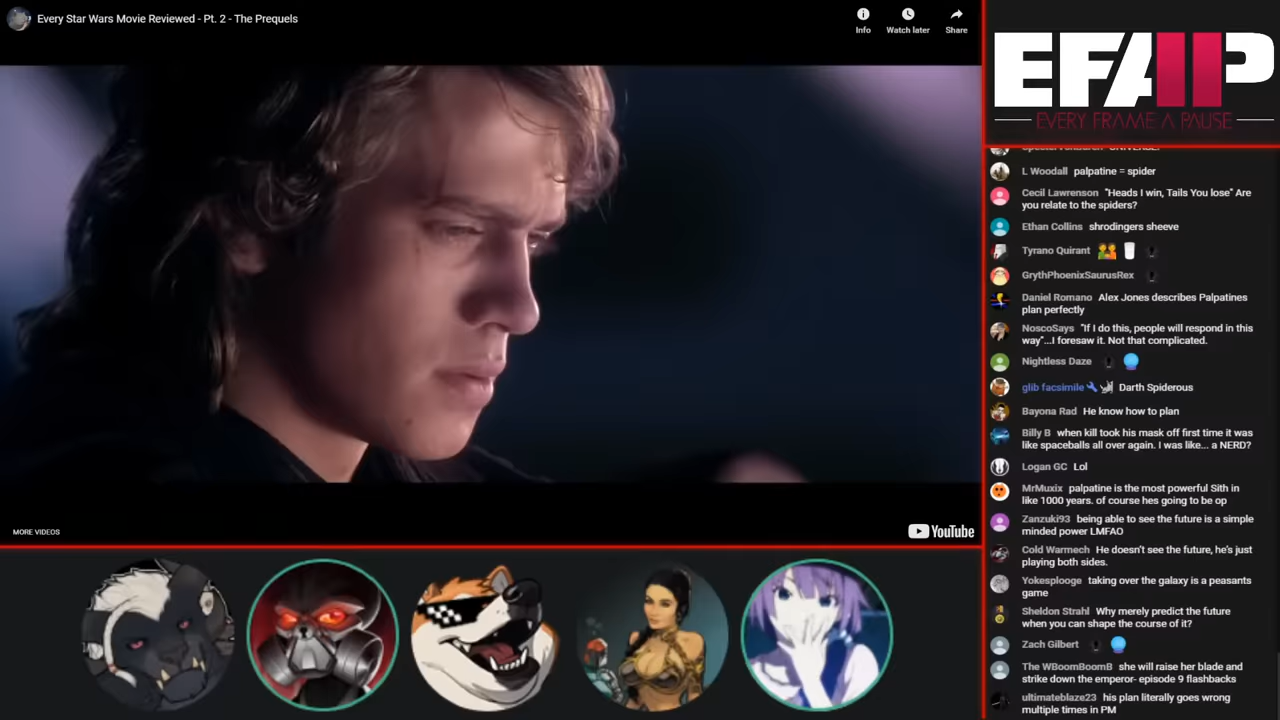 Every Star Wars Movie Reviewed - Pt. 2 - The Prequels
Info
Watch later
Share
MORE VIDEOS
YouTube
EFAP
EVERY FRAME A PAUSE
L Woodall palpatine = spider
Cecil Lawrenson "Heads I win, Tails You lose" Are
you relate to the spiders?
Ethan Collins shrodingers sheeve
Tyrano Quirant
GrythPhoenixSaurusRex
Daniel Romano Alex Jones describes Palpatines
plan perfectly
NoscoSays "If I do this, people will respond in this
way"...I foresaw it. Not that complicated.
Nightless Daze
glib facsimile Darth Spiderous
Bayona Rad He know how to plan
Billy B when kill took his mask off first time it was
like spaceballs all over again. I was like... a NERD?
Logan GC Lol
MrMuxix palpatine is the most powerful Sith in
like 1000 years. of course hes going to be op
Zanzuki93 being able to see the future is a simple
minded power LMFAO
Cold Warmech He doesn't see the future, he's just
playing both sides.
Yokesplooge taking over the galaxy is a peasants
game
Sheldon Strahl Why merely predict the future
when you can shape the course of it?
Zach Gilbert
The WBoomBoomB she will raise her blade and
strike down the emperor- episode 9 flashbacks
ultimateblaze23 his plan literally goes wrong
multiple times in PM